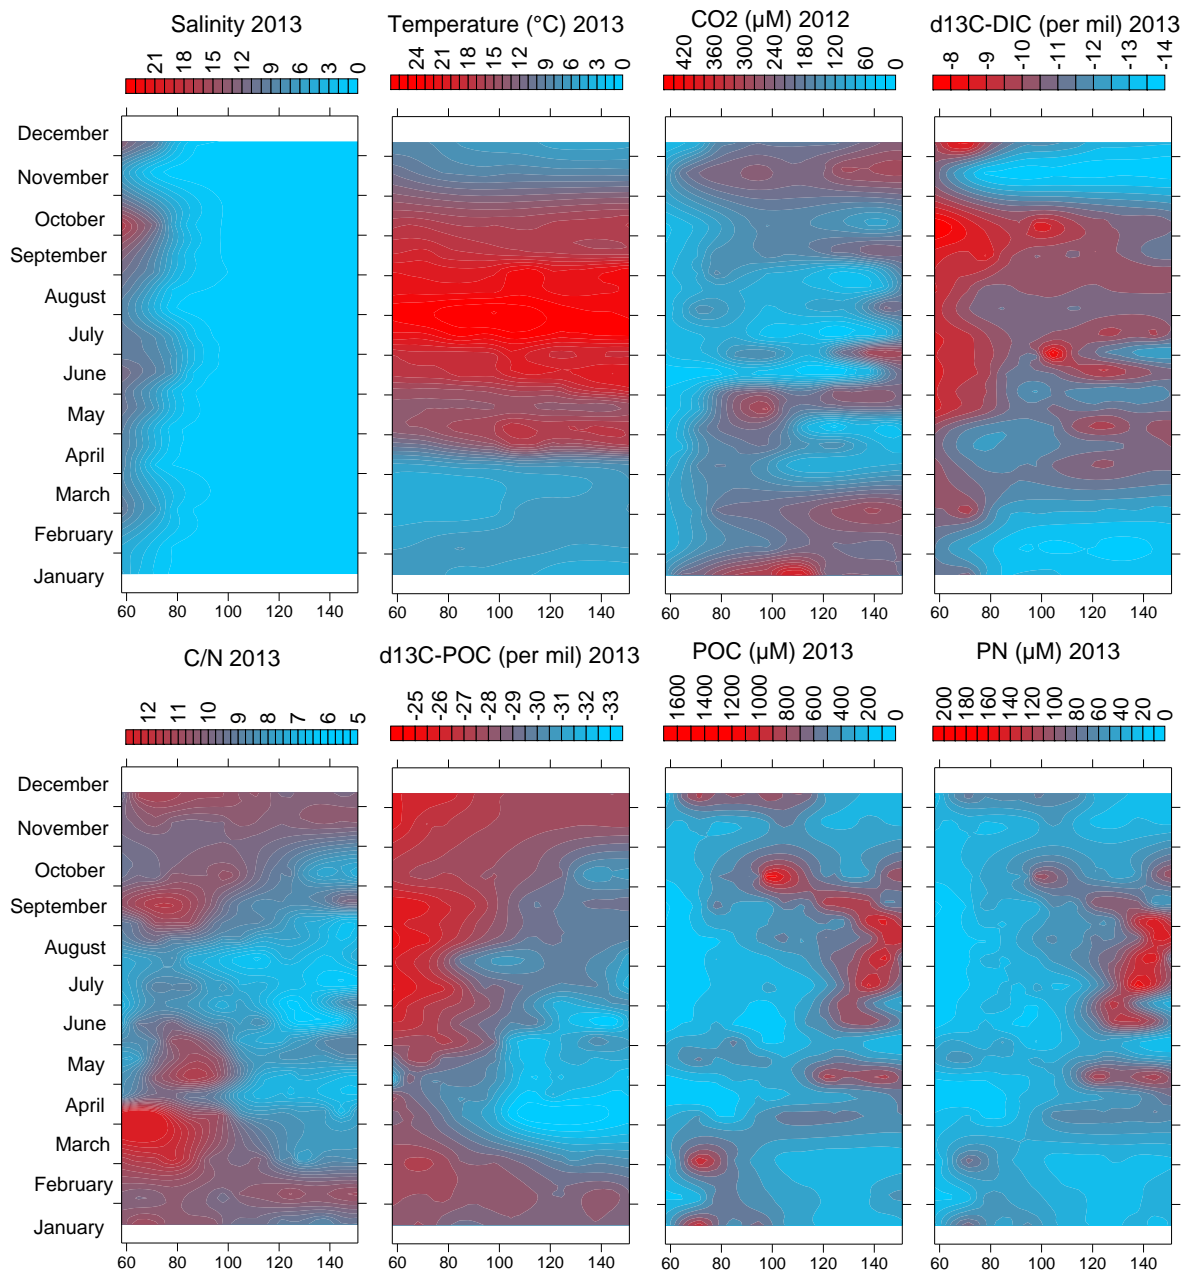 Salinity 2013
Temperature (°C) 2013
CO2 (µM) 2012
d13C-DIC (per mil) 2013
21 18 15 12 9 6 3 0
24 21 18 15 12 9 6 3 0
420 360 300 240 180 120 60 0
-8 -9 -10 -11 -12 -13 -14
December
November
October
September
August
July
June
May
April
March
February
January
60 80 100 120 140
60 80 100 120 140
60 80 100 120 140
60 80 100 120 140
C/N 2013
d13C-POC (per mil) 2013
POC (µM) 2013
PN (µM) 2013
12 11 10 9 8 7 6 5
-25 -26 -27 -28 -29 -30 -31 -32 -33
1600 1400 1200 1000 800 600 400 200 0
200 180 160 140 120 100 80 60 40 20 0
December
November
October
September
August
July
June
May
April
March
February
January
60 80 100 120 140
60 80 100 120 140
60 80 100 120 140
60 80 100 120 140